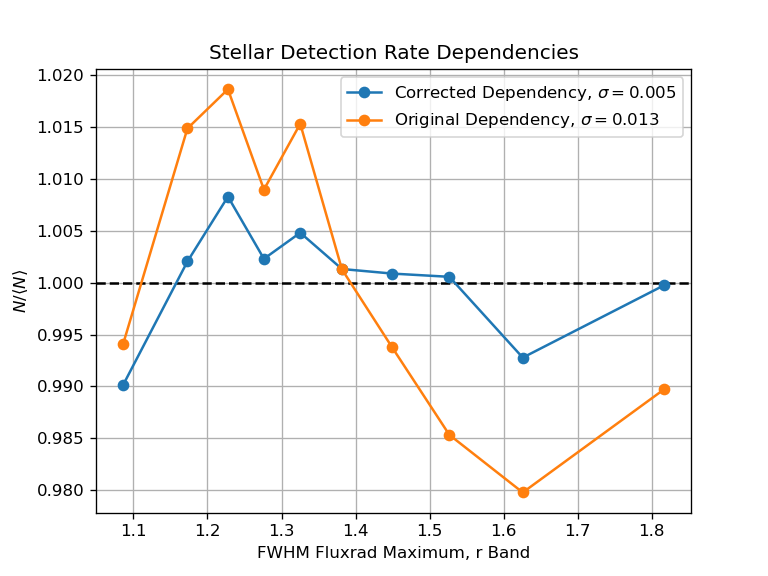 Stellar Detection Rate Dependencies
1.020
1.015
1.010
1.005
1.000
0.995
0.990
0.985
0.980
N/⟨N⟩
Corrected Dependency, σ = 0.005
Original Dependency, σ = 0.013
1.1 1.2 1.3 1.4 1.5 1.6 1.7 1.8
FWHM Fluxrad Maximum, r Band